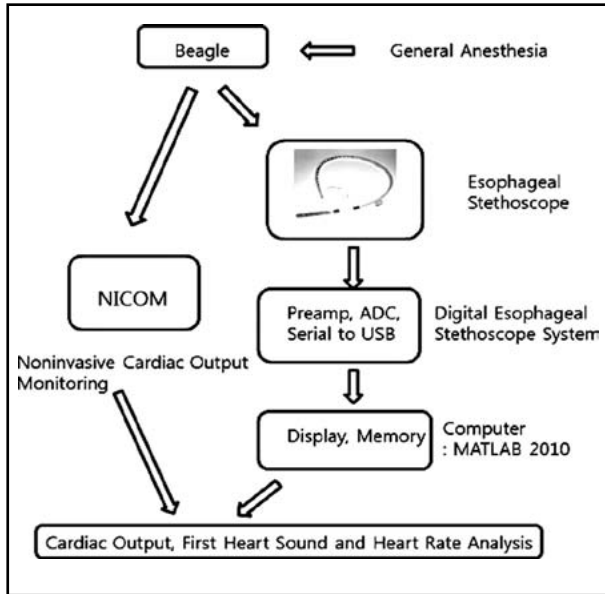 Beagle
General Anesthesia
Esophageal
Stethoscope
NICOM
Noninvasive Cardiac Output
Monitoring
Preamp, ADC,
Serial to USB
Digital Esophageal
Stethoscope System
Display, Memory
Computer
: MATLAB 2010
Cardiac Output, First Heart Sound and Heart Rate Analysis